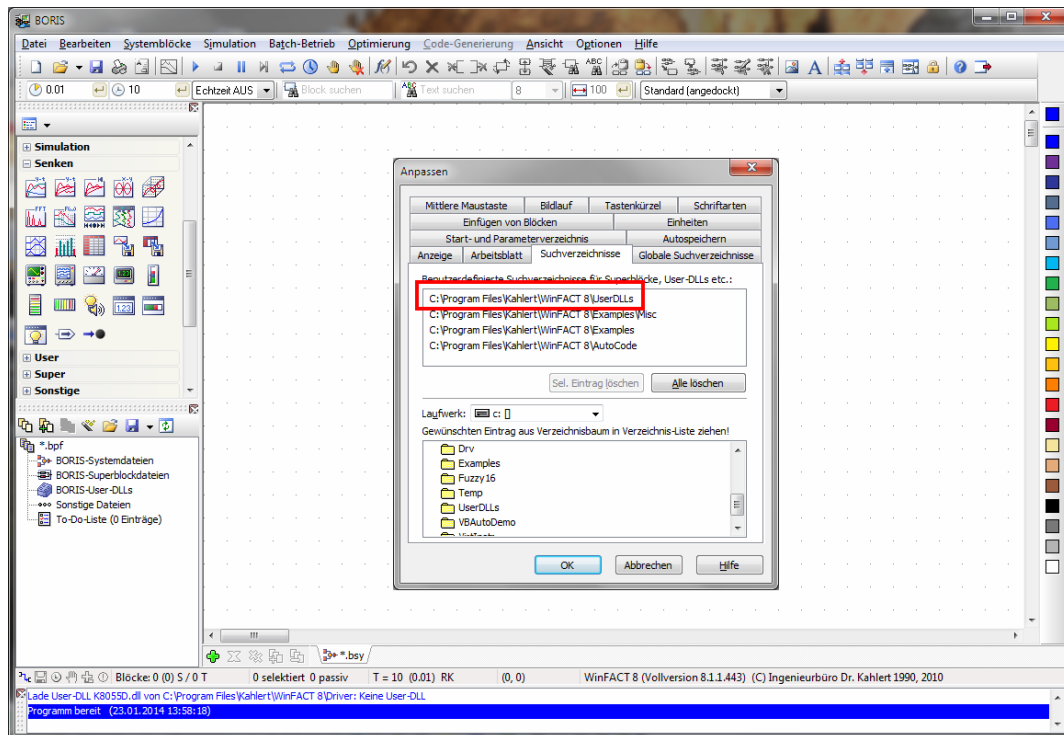 BORIS
Datei Bearbeiten Systemblöcke Simulation Batch-Betrieb Optimierung Code-Generierung Ansicht Optionen Hilfe
0.01 10 Echtzeit AUS Block suchen Text suchen 8 100 Standard (angedockt)
Simulation
Senken
User
Super
Sonstige
*.bpf
BORIS-Systemdateien
BORIS-Superblockdateien
BORIS-User-DLLs
Sonstige Dateien
To-Do-Liste (0 Einträge)
Anpassen
Mittlere Maustaste Bildlauf Tastenkürzel Schriftarten
Einfügen von Blöcken Einheiten
Start- und Parameterverzeichnis Autospeichern
Anzeige Arbeitsblatt Suchverzeichnisse Globale Suchverzeichnisse
Benutzerdefinierte Suchverzeichnisse für Superblöcke, User-DLLs etc.:
C:\Program Files\Kahlert\WinFACT 8\UserDLLs
C:\Program Files\Kahlert\WinFACT 8\Examples\Misc
C:\Program Files\Kahlert\WinFACT 8\Examples
C:\Program Files\Kahlert\WinFACT 8\AutoCode
Sel. Eintrag löschen Alle löschen
Laufwerk: c: []
Gewünschten Eintrag aus Verzeichnisbaum in Verzeichnis-Liste ziehen!
Drv
Examples
Fuzzy16
Temp
UserDLLs
VBAutoDemo
OK Abbrechen Hilfe
*.bsy
Blöcke: 0 (0) S / 0 T 0 selektiert 0 passiv T = 10 (0.01) RK (0, 0) WinFACT 8 (Vollversion 8.1.1.443) (C) Ingenieurbüro Dr. Kahlert 1990, 2010
Lade User-DLL K8055D.dll von C:\Program Files\Kahlert\WinFACT 8\Driver: Keine User-DLL
Programm bereit (23.01.2014 13:58:18)